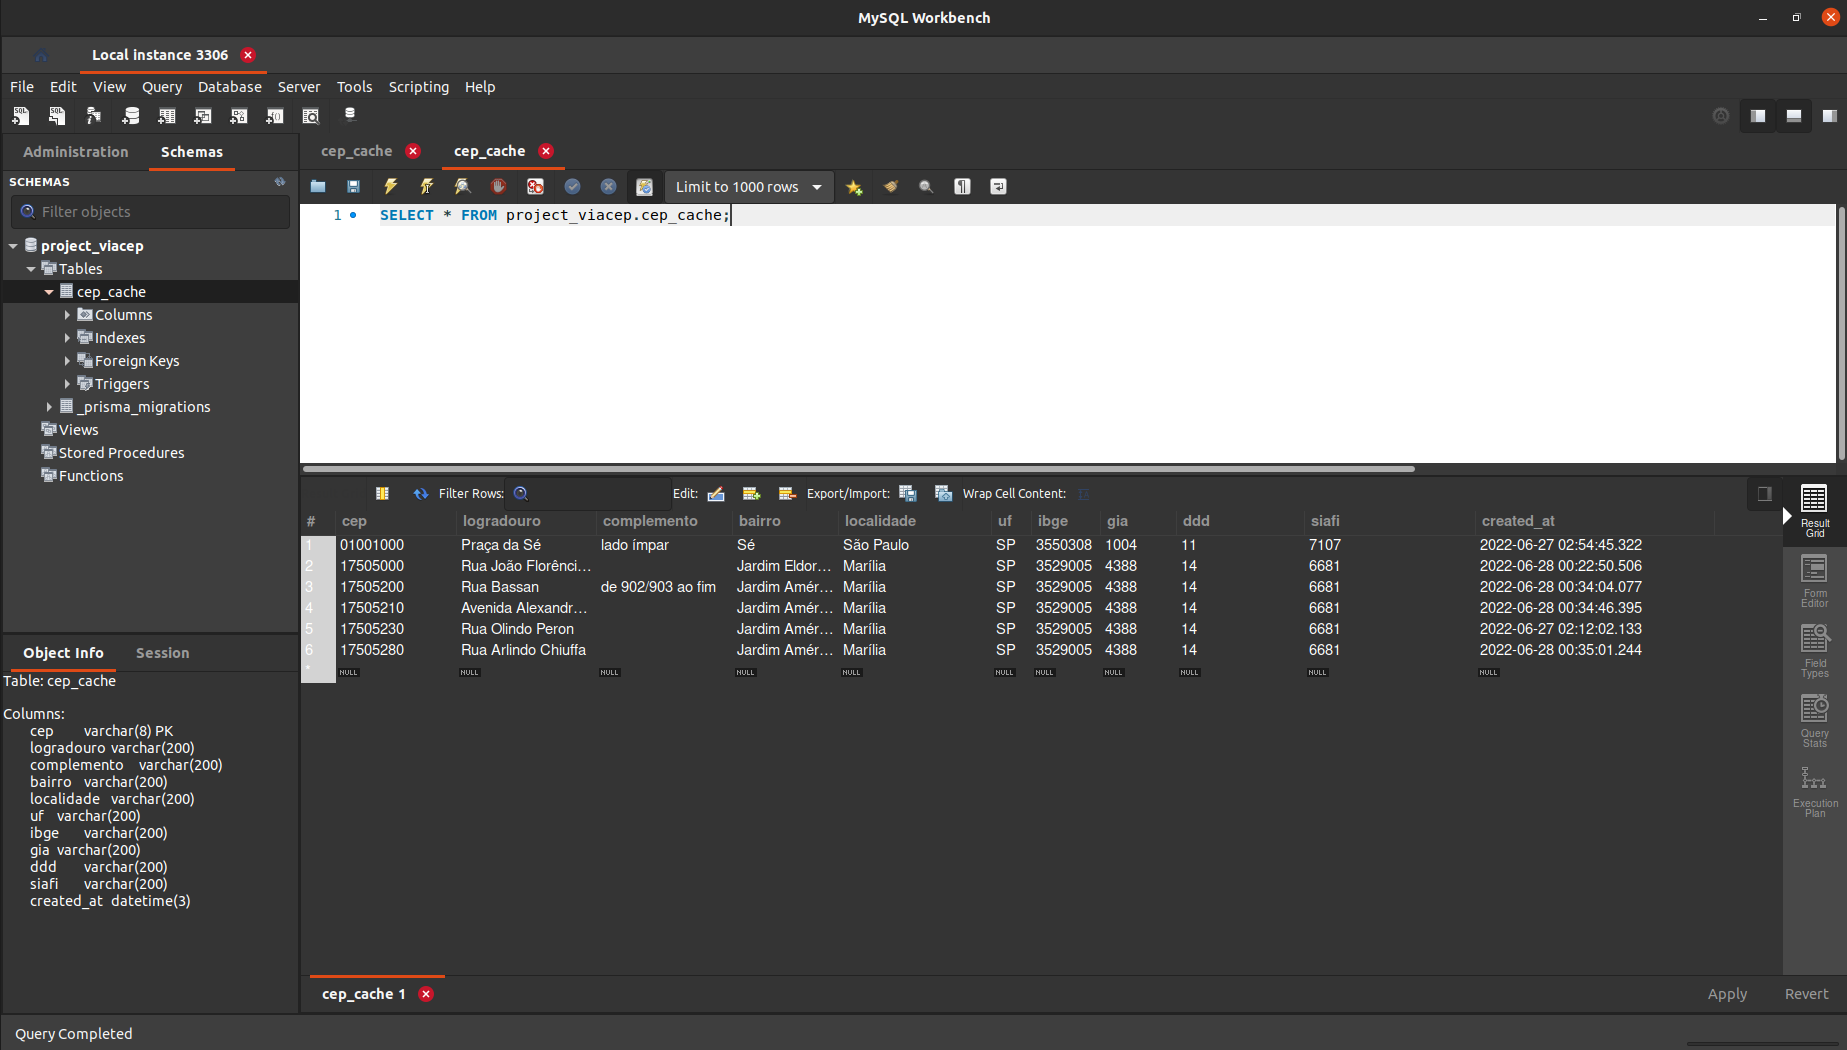 MySQL Workbench
Local instance 3306
File Edit View Query Database Server Tools Scripting Help
Administration Schemas
SCHEMAS
Filter objects
project_viacep
Tables
cep_cache
Columns
Indexes
Foreign Keys
Triggers
_prisma_migrations
Views
Stored Procedures
Functions
Object Info Session
Table: cep_cache
Columns:
cep varchar(8) PK
logradouro varchar(200)
complemento varchar(200)
bairro varchar(200)
localidade varchar(200)
uf varchar(200)
ibge varchar(200)
gia varchar(200)
ddd varchar(200)
siafi varchar(200)
created_at datetime(3)
cep_cache cep_cache
Limit to 1000 rows
1 SELECT * FROM project_viacep.cep_cache;
Filter Rows: Edit: Export/Import: Wrap Cell Content:
# cep logradouro complemento bairro localidade uf ibge gia ddd siafi created_at
1 01001000 Praça da Sé lado ímpar Sé São Paulo SP 3550308 1004 11 7107 2022-06-27 02:54:45.322
2 17505000 Rua João Florênci... Jardim Eldor... Marília SP 3529005 4388 14 6681 2022-06-28 00:22:50.506
3 17505200 Rua Bassan de 902/903 ao fim Jardim Amér... Marília SP 3529005 4388 14 6681 2022-06-28 00:34:04.077
4 17505210 Avenida Alexandr... Jardim Amér... Marília SP 3529005 4388 14 6681 2022-06-28 00:34:46.395
5 17505230 Rua Olindo Peron Jardim Amér... Marília SP 3529005 4388 14 6681 2022-06-27 02:12:02.133
6 17505280 Rua Arlindo Chiuffa Jardim Amér... Marília SP 3529005 4388 14 6681 2022-06-28 00:35:01.244
* NULL NULL NULL NULL NULL NULL NULL NULL NULL NULL NULL
Result
Grid
Form
Editor
Field
Types
Query
Stats
Execution
Plan
cep_cache 1
Apply Revert
Query Completed